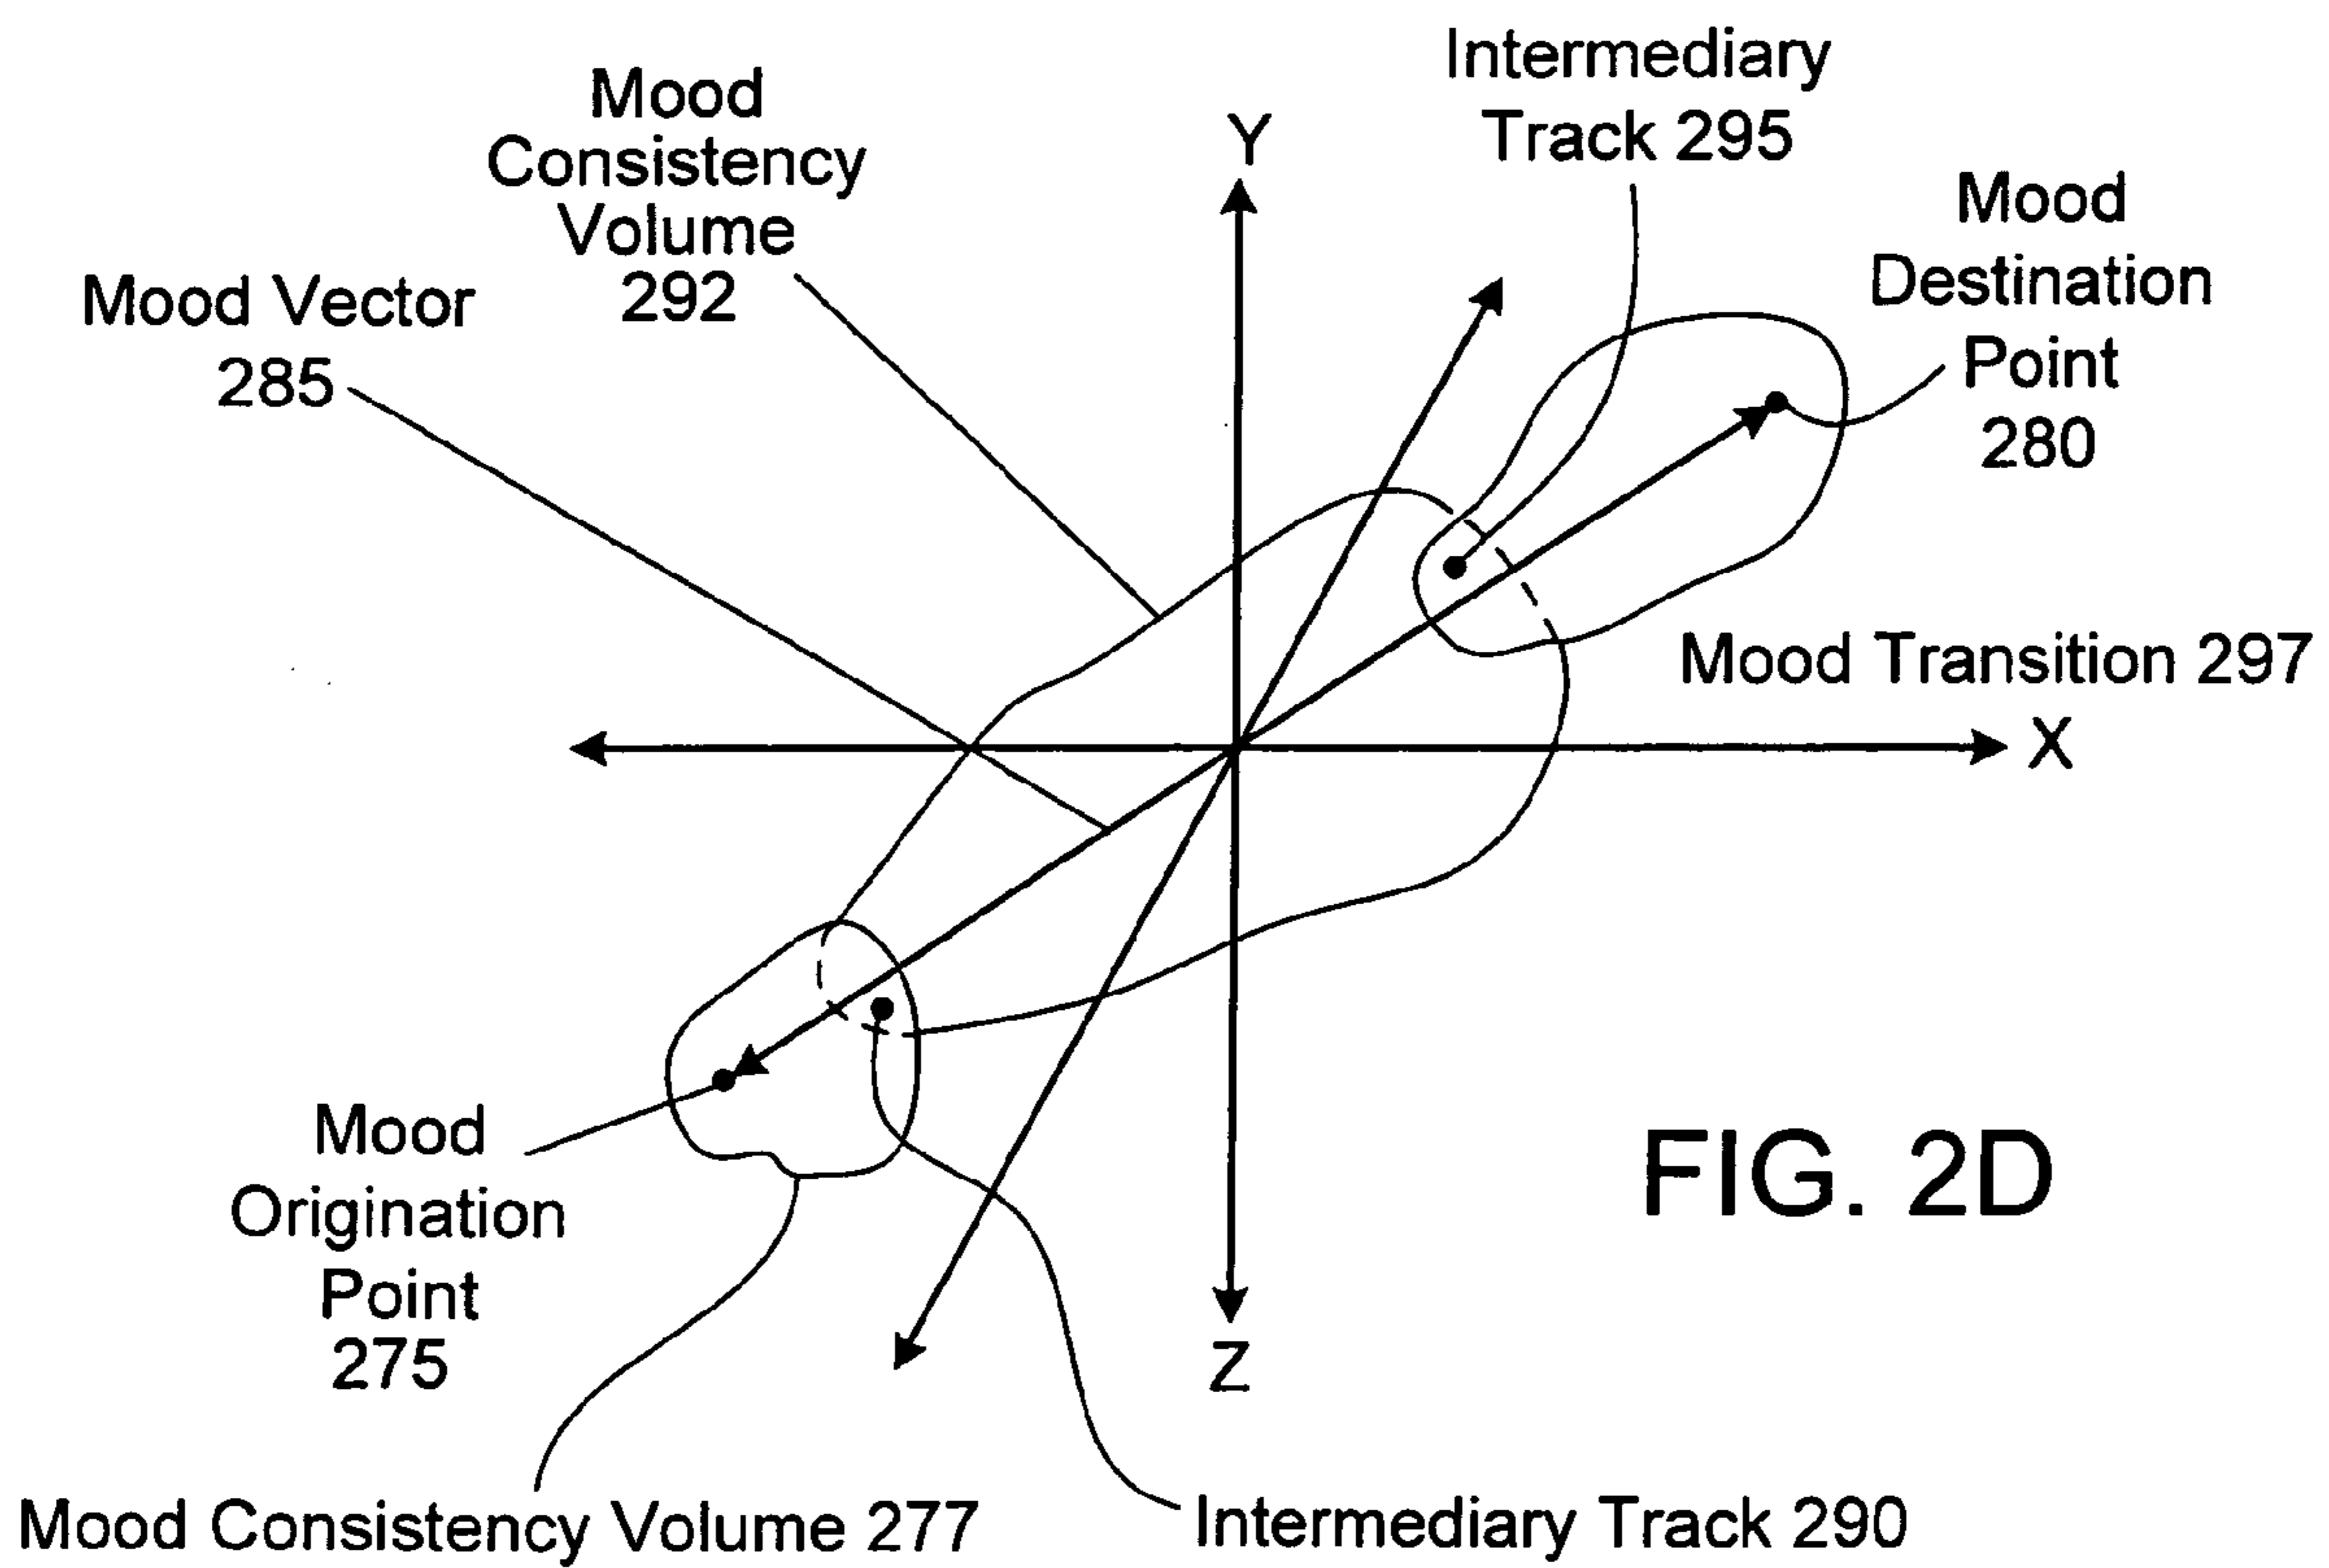 Intermediary
Track 295
Mood
Consistency
Volume
292
Y
Mood
Destination
Point
280
Mood Vector
285
Mood Transition 297
X
Mood
Origination
Point
275
FIG. 2D
Z
Mood Consistency Volume 277
Intermediary Track 290